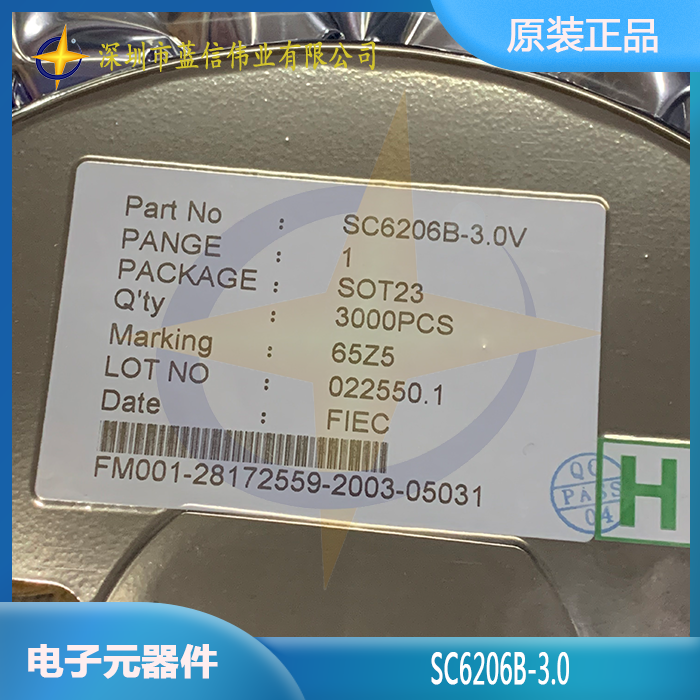 原装正品
深圳市蓝信伟业有限公司
Part No : SC6206B-3.0V
PANGE : 1
PACKAGE : SOT23
Q'ty : 3000PCS
Marking : 65Z5
LOT NO : 022550.1
Date : FIEC
FM001-28172559-2003-05031
QC
PASS
04
H
电子元器件
SC6206B-3.0